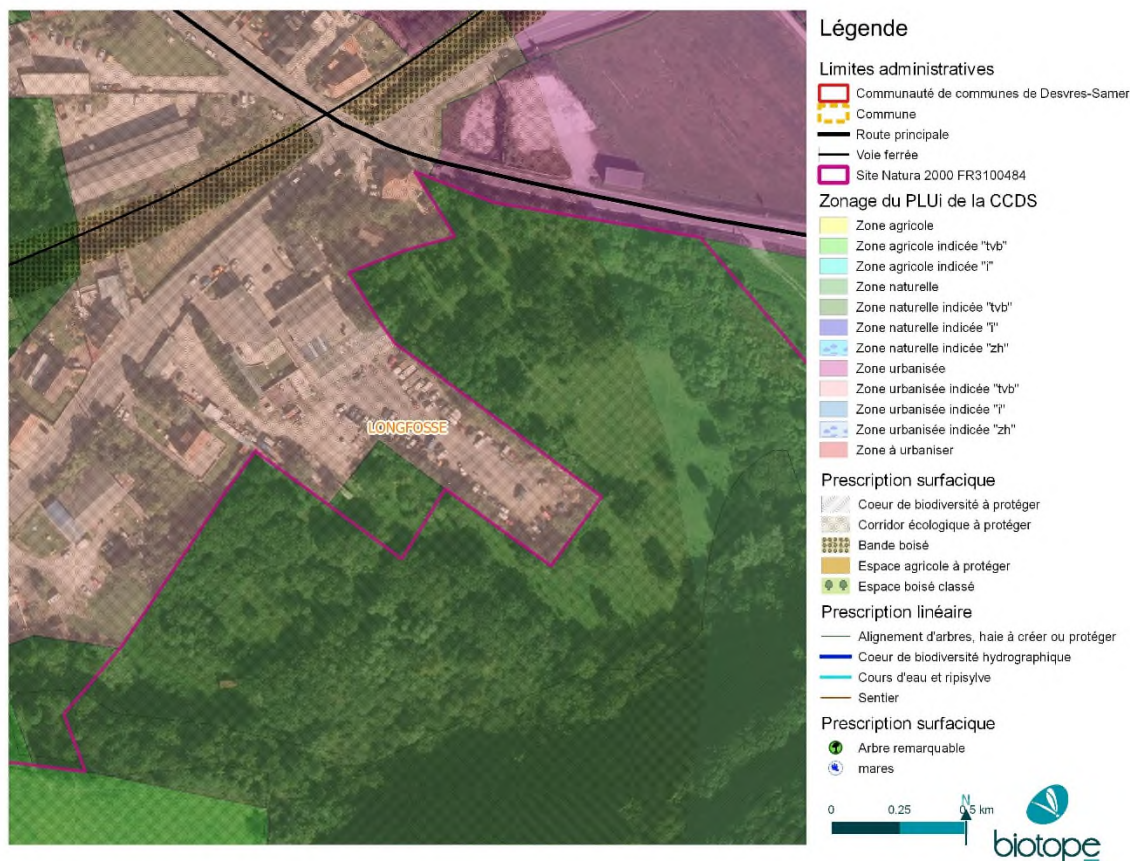 LONGFOSSE
Légende
Limites administratives
Communauté de communes de Desvres-Samer
Commune
Route principale
Voie ferrée
Site Natura 2000 FR3100484
Zonage du PLUi de la CCDS
Zone agricole
Zone agricole indicée "tvb"
Zone agricole indicée "i"
Zone naturelle
Zone naturelle indicée "tvb"
Zone naturelle indicée "i"
Zone naturelle indicée "zh"
Zone urbanisée
Zone urbanisée indicée "tvb"
Zone urbanisée indicée "i"
Zone urbanisée indicée "zh"
Zone à urbaniser
Prescription surfacique
Coeur de biodiversité à protéger
Corridor écologique à protéger
Bande boisé
Espace agricole à protéger
Espace boisé classé
Prescription linéaire
Alignement d'arbres, haie à créer ou protéger
Coeur de biodiversité hydrographique
Cours d'eau et ripisylve
Sentier
Prescription surfacique
Arbre remarquable
mares
N
0 0.25 0.5 km
biotope